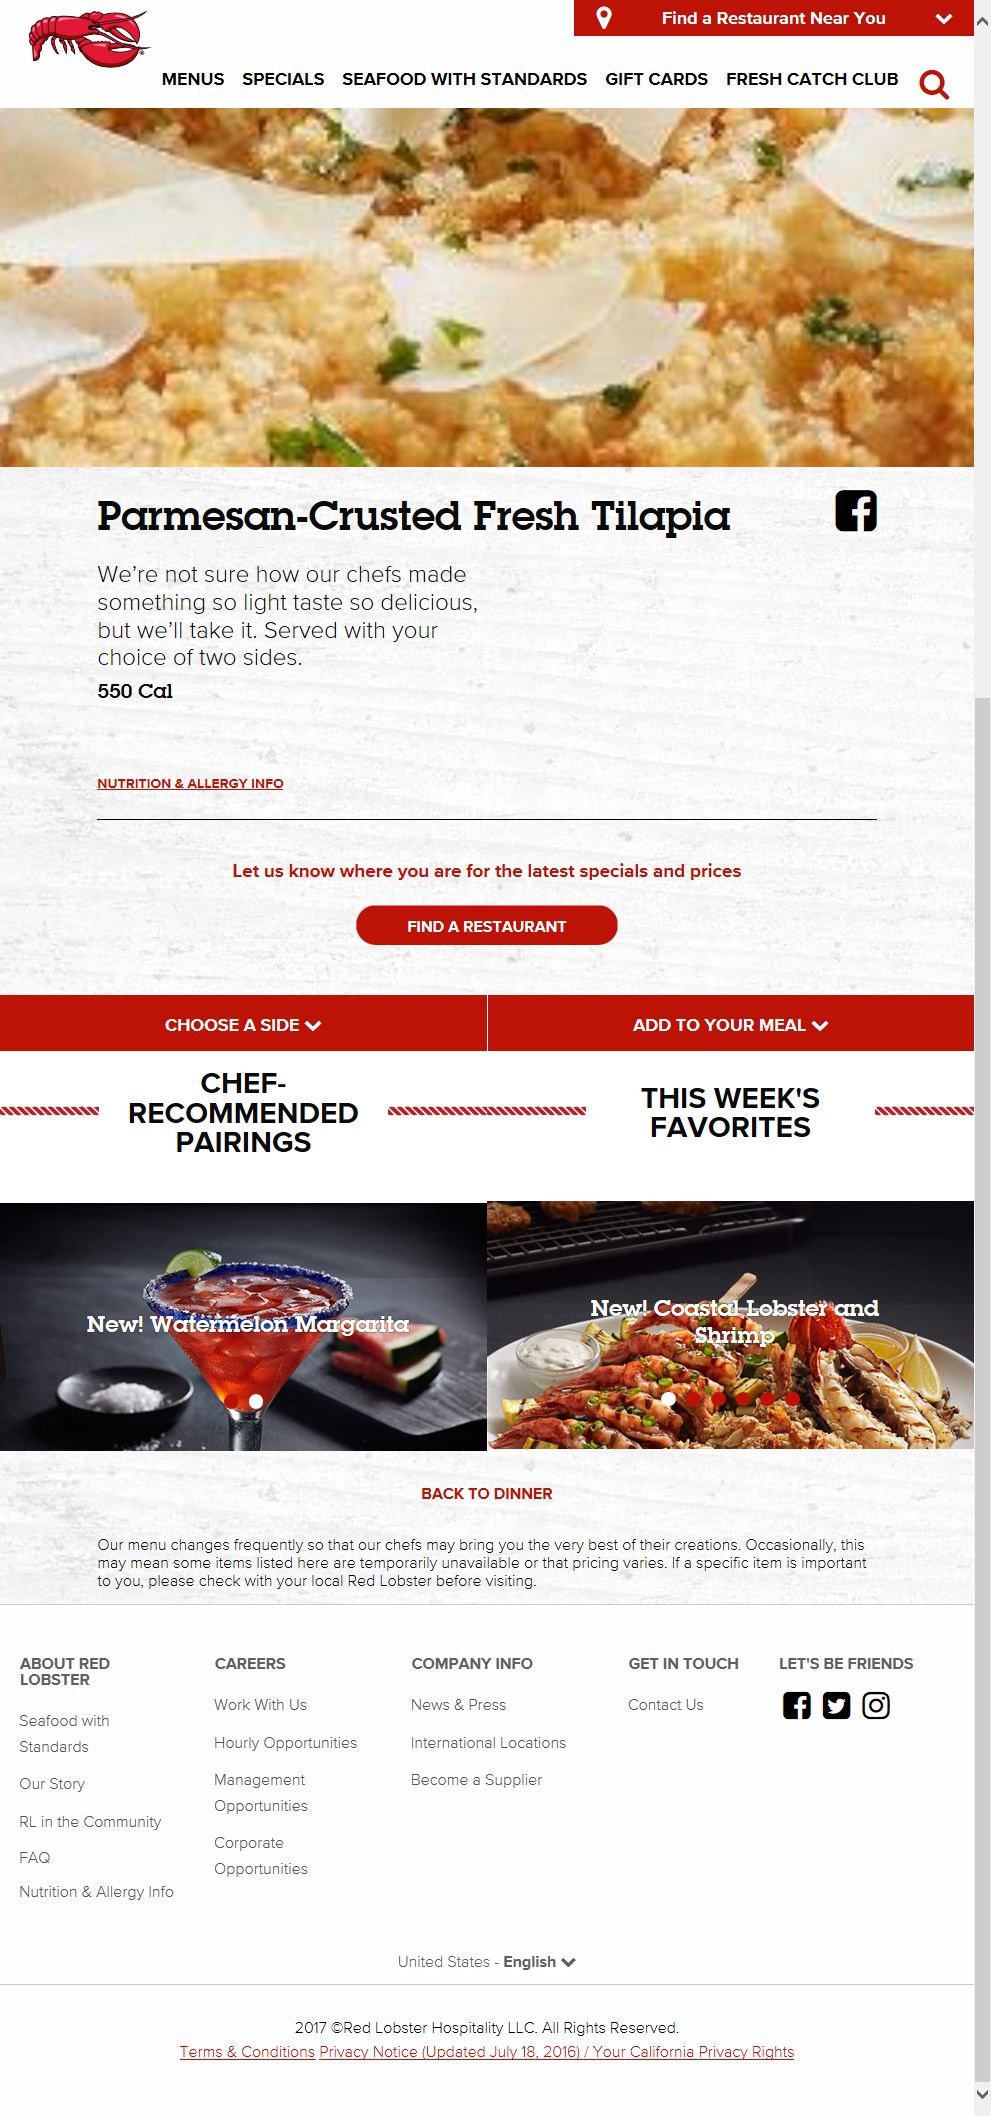 Find a Restaurant Near You
MENUS SPECIALS SEAFOOD WITH STANDARDS GIFT CARDS FRESH CATCH CLUB
Parmesan-Crusted Fresh Tilapia
We’re not sure how our chefs made
something so light taste so delicious,
but we’ll take it. Served with your
choice of two sides.
550 Cal
NUTRITION & ALLERGY INFO
Let us know where you are for the latest specials and prices
FIND A RESTAURANT
CHOOSE A SIDE
ADD TO YOUR MEAL
CHEF-
RECOMMENDED
PAIRINGS
THIS WEEK'S
FAVORITES
New! Watermelon Margarita
New! Coastal Lobster and
Shrimp
BACK TO DINNER
Our menu changes frequently so that our chefs may bring you the very best of their creations. Occasionally, this
may mean some items listed here are temporarily unavailable or that pricing varies. If a specific item is important
to you, please check with your local Red Lobster before visiting.
ABOUT RED
LOBSTER
Seafood with
Standards
Our Story
RL in the Community
FAQ
Nutrition & Allergy Info
CAREERS
Work With Us
Hourly Opportunities
Management
Opportunities
Corporate
Opportunities
COMPANY INFO
News & Press
International Locations
Become a Supplier
GET IN TOUCH
Contact Us
LET'S BE FRIENDS
United States - English
2017 ©Red Lobster Hospitality LLC. All Rights Reserved.
Terms & Conditions Privacy Notice (Updated July 18, 2016) / Your California Privacy Rights